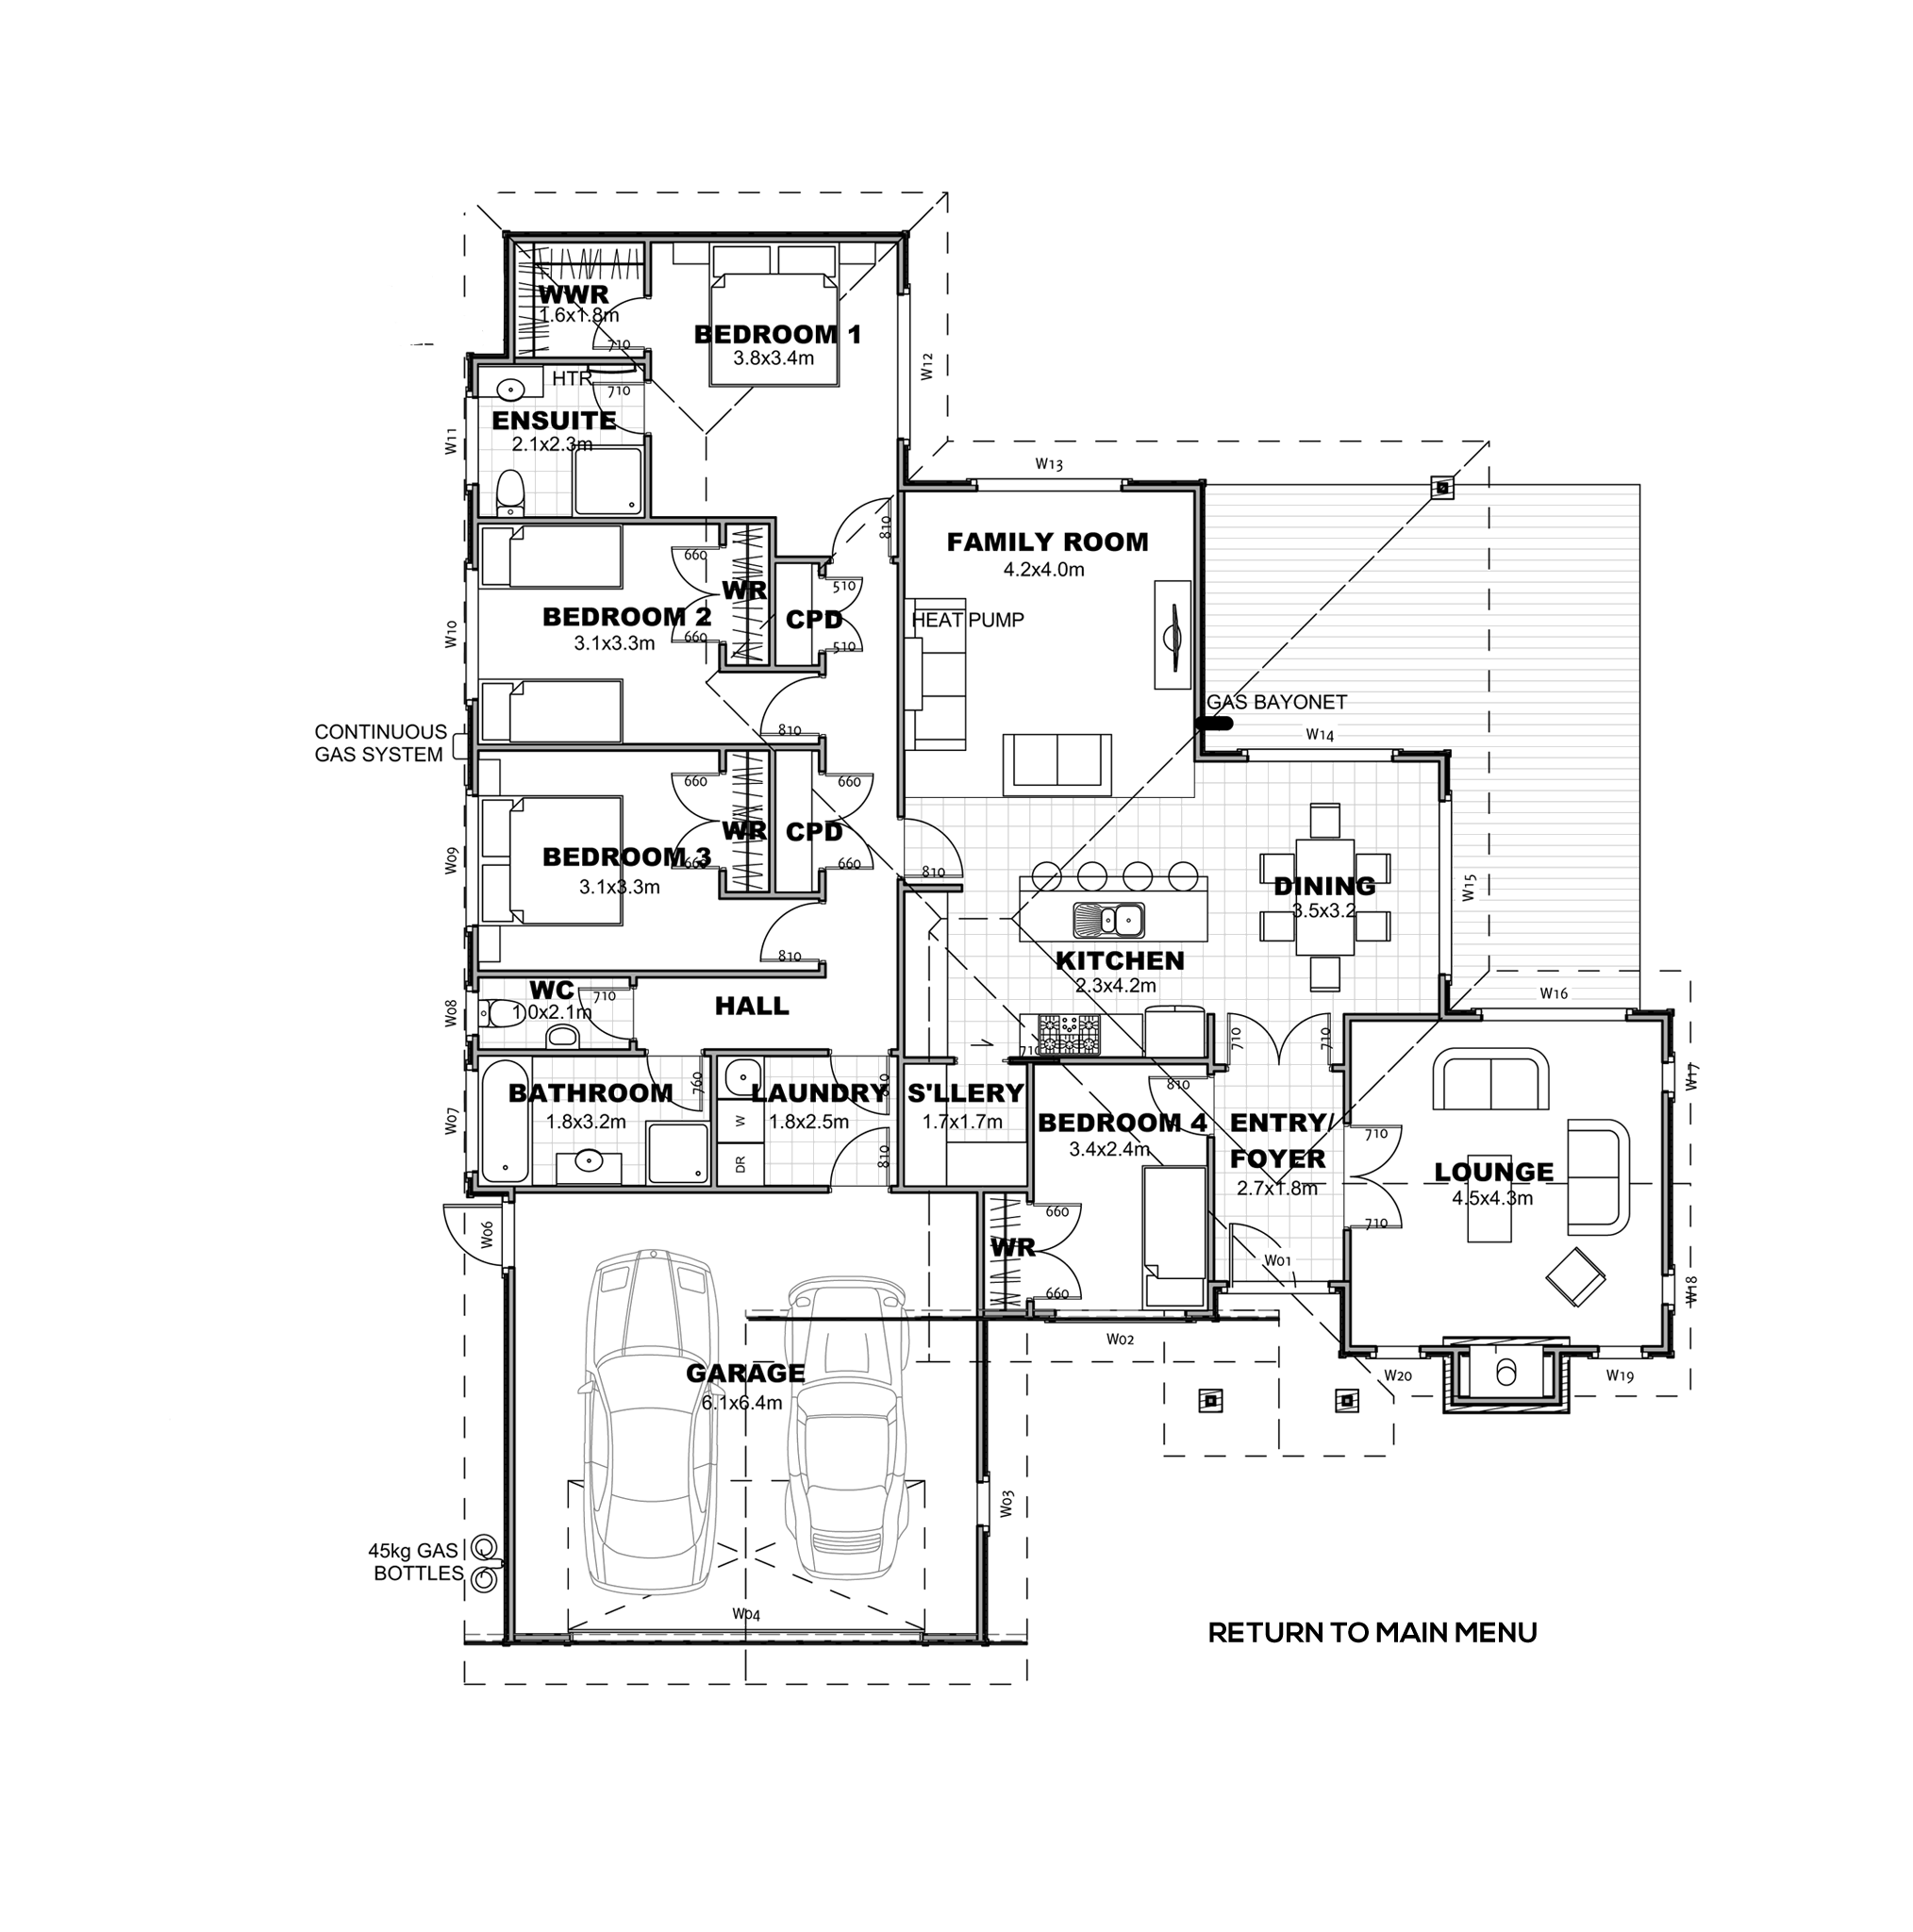 WWR
1.6x1.8m
710
BEDROOM 1
3.8x3.4m
W12
HTR
710
ENSUITE
2.1x2.3m
W11
W13
810
FAMILY ROOM
4.2x4.0m
660
WR
510
CPD
BEDROOM 2
3.1x3.3m
660
510
W10
HEAT PUMP
GAS BAYONET
W14
CONTINUOUS
GAS SYSTEM
810
660
660
WR
CPD
BEDROOM 3
3.1x3.3m
660
660
W09
810
DINING
3.5x3.2
W15
KITCHEN
2.3x4.2m
810
WC
1.0x2.1m
710
HALL
W08
W16
710
710
710
BATHROOM
1.8x3.2m
760
W07
LAUNDRY
1.8x2.5m
810
810
W
DR
S'LLERY
1.7x1.7m
810
BEDROOM 4
3.4x2.4m
ENTRY/
FOYER
2.7x1.8m
710
LOUNGE
4.5x4.3m
710
W17
W18
W06
660
WR
660
W01
W02
W20
W19
GARAGE
6.1x6.4m
W03
45kg GAS
BOTTLES
W04
RETURN TO MAIN MENU